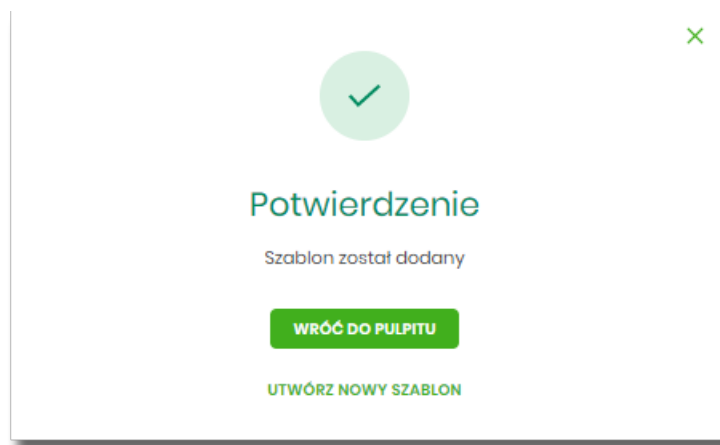 Potwierdzenie
Szablon został dodany
WRÓĆ DO PULPITU
UTWÓRZ NOWY SZABLON